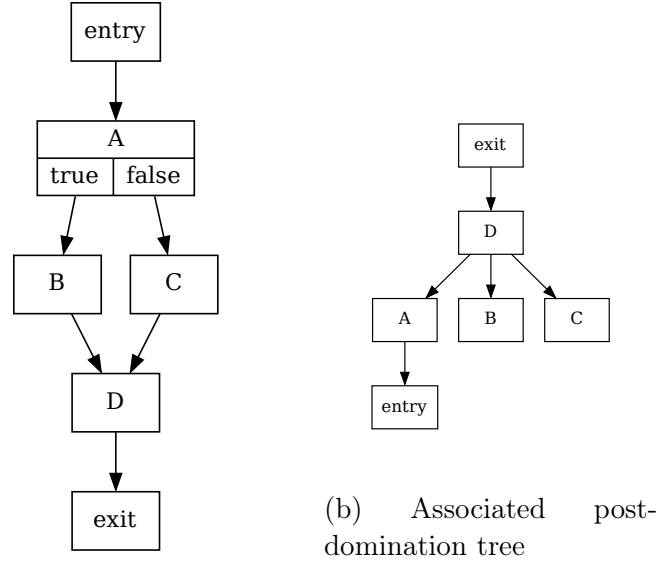 entry
A
true false
B C
D
exit
exit
D
A B C
entry
(b) Associated post-
domination tree